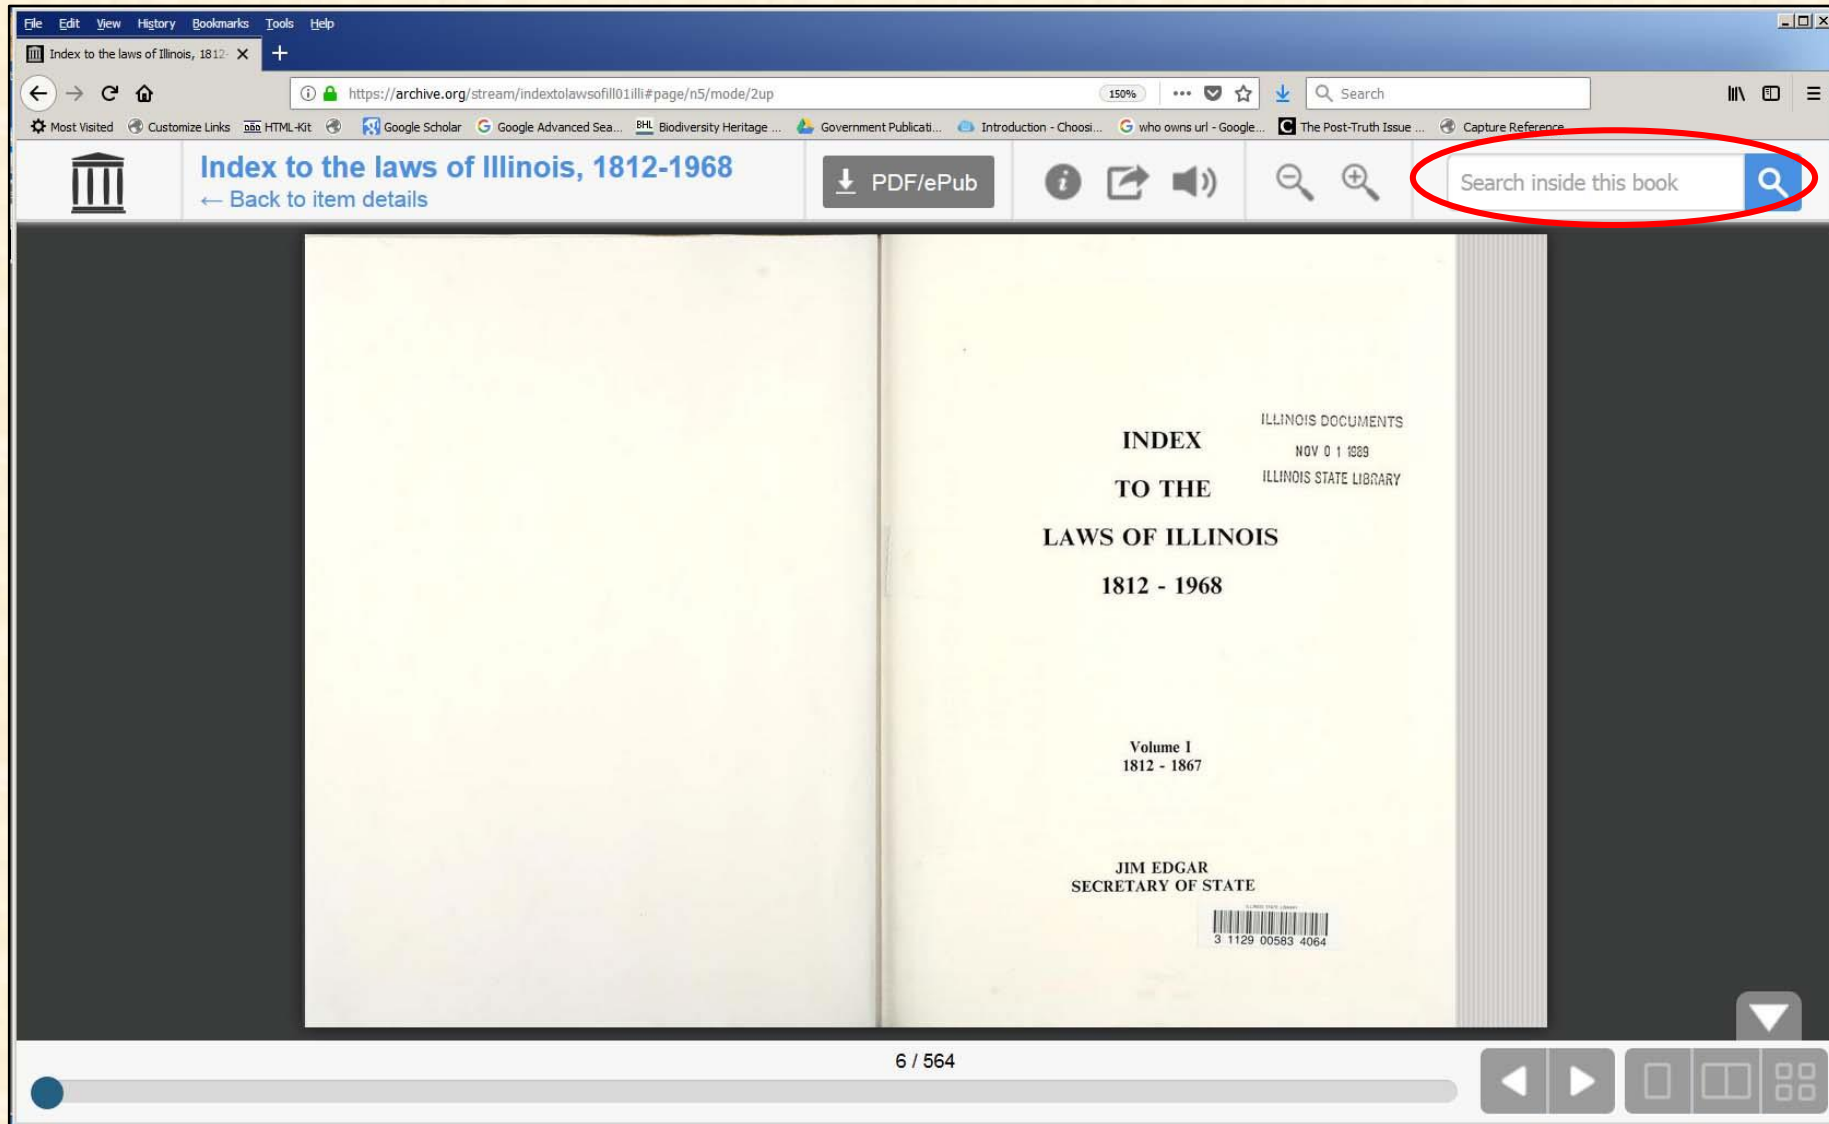 File Edit View History Bookmarks Tools Help
Index to the laws of Illinois, 1812-
https://archive.org/stream/indextolawsofill01illi#page/n5/mode/2up 150% Search
Most Visited Customize Links HTML-Kit Google Scholar Google Advanced Sea... BHL Biodiversity Heritage ... Government Publicati... Introduction - Choosi... who owns url - Google... The Post-Truth Issue ... Capture Reference
Index to the laws of Illinois, 1812-1968
← Back to item details
PDF/ePub
Search inside this book
ILLINOIS DOCUMENTS
NOV 0 1 1989
ILLINOIS STATE LIBRARY
INDEX
TO THE
LAWS OF ILLINOIS
1812 - 1968
Volume I
1812 - 1867
JIM EDGAR
SECRETARY OF STATE
3 1129 00583 4064
6 / 564